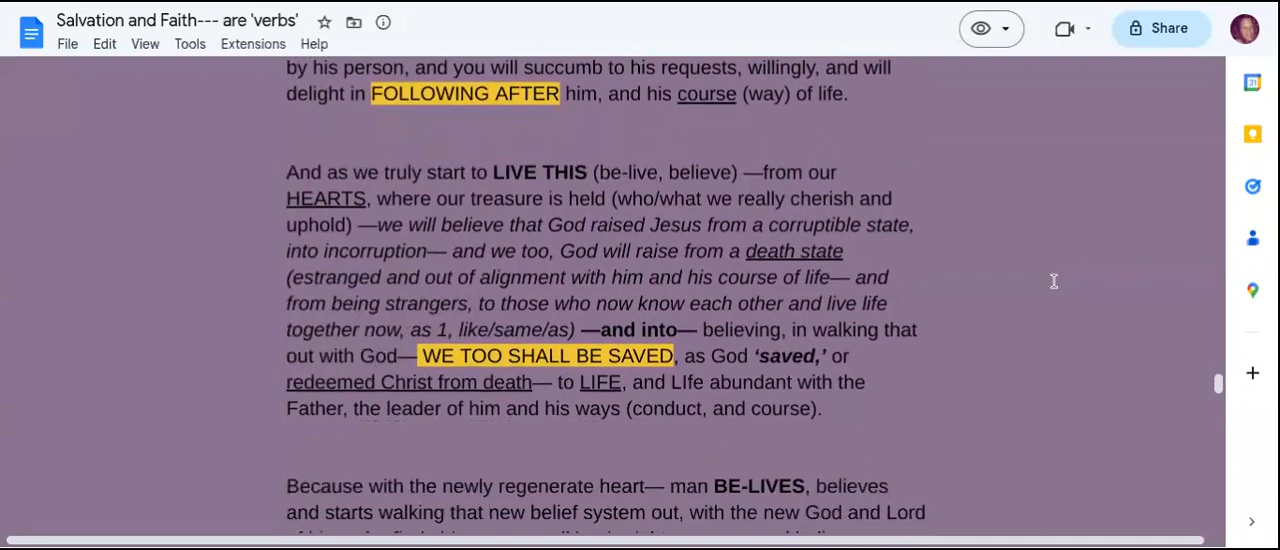 Salvation and Faith--- are 'verbs'
File Edit View Tools Extensions Help
Share
31
by his person, and you will succumb to his requests, willingly, and will
delight in FOLLOWING AFTER him, and his course (way) of life.
And as we truly start to LIVE THIS (be-live, believe) —from our
HEARTS, where our treasure is held (who/what we really cherish and
uphold) —we will believe that God raised Jesus from a corruptible state,
into incorruption— and we too, God will raise from a death state
(estranged and out of alignment with him and his course of life— and
from being strangers, to those who now know each other and live life
together now, as 1, like/same/as) —and into— believing, in walking that
out with God— WE TOO SHALL BE SAVED, as God ‘saved,’ or
redeemed Christ from death— to LIFE, and LIfe abundant with the
Father, the leader of him and his ways (conduct, and course).
Because with the newly regenerate heart— man BE-LIVES, believes
and starts walking that new belief system out, with the new God and Lord